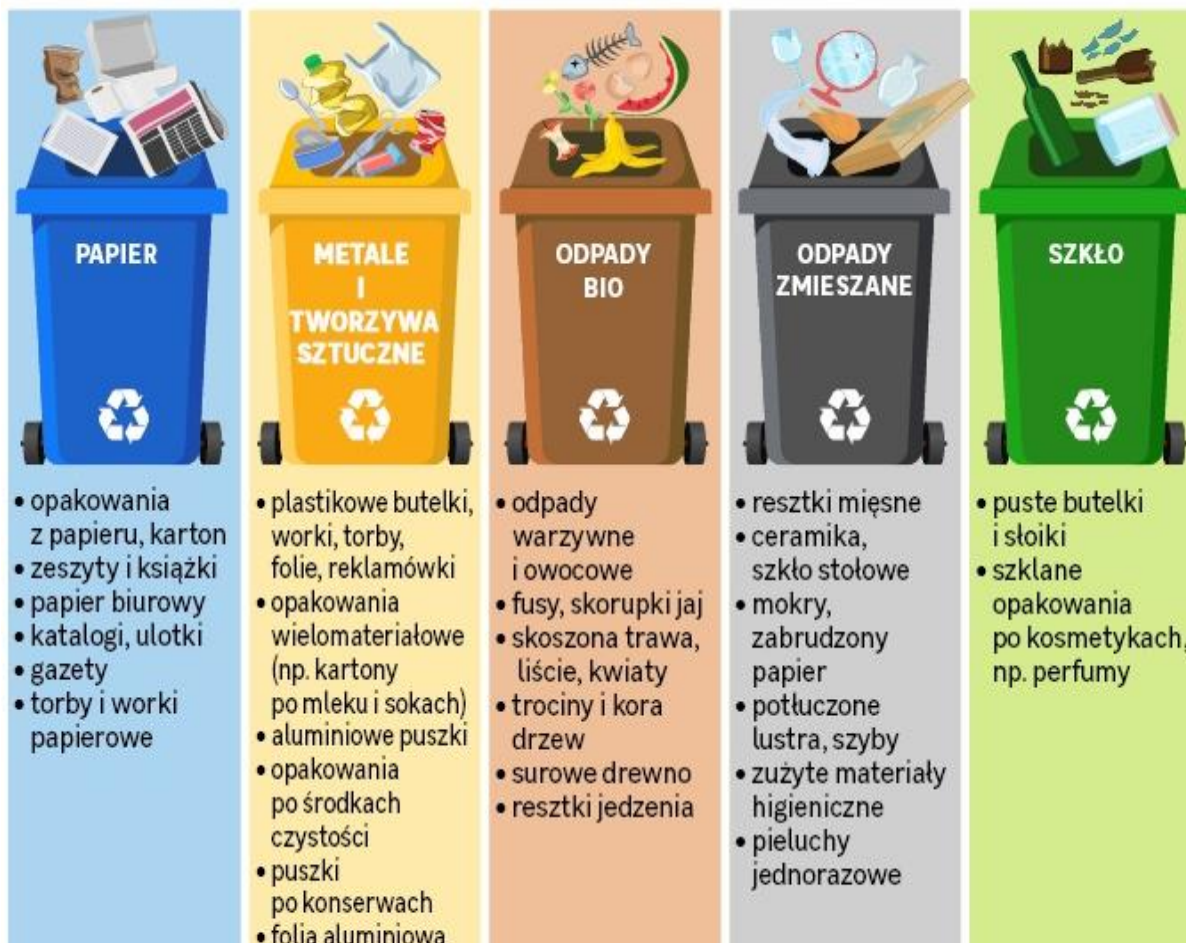 PAPIER
• opakowania
z papieru, karton
• zeszyty i książki
• papier biurowy
• katalogi, ulotki
• gazety
• torby i worki
papierowe
METALE
I
TWORZYWA
SZTUCZNE
• plastikowe butelki,
worki, torby,
folie, reklamówki
• opakowania
wielomateriałowe
(np. kartony
po mleku i sokach)
• aluminiowe puszki
• opakowania
po środkach
czystości
• puszki
po konserwach
• folia aluminiowa
ODPADY
BIO
• odpady
warzywne
i owocowe
• fusy, skorupki jaj
• skoszona trawa,
liście, kwiaty
• trociny i kora
drzew
• surowe drewno
• resztki jedzenia
ODPADY
ZMIESZANE
• resztki mięsne
• ceramika,
szkło stołowe
• mokry,
zabrudzony
papier
• potłuczone
lustra, szyby
• zużyte materiały
higieniczne
• pieluchy
jednorazowe
SZKŁO
• puste butelki
i słoiki
• szklane
opakowania
po kosmetykach,
np. perfumy